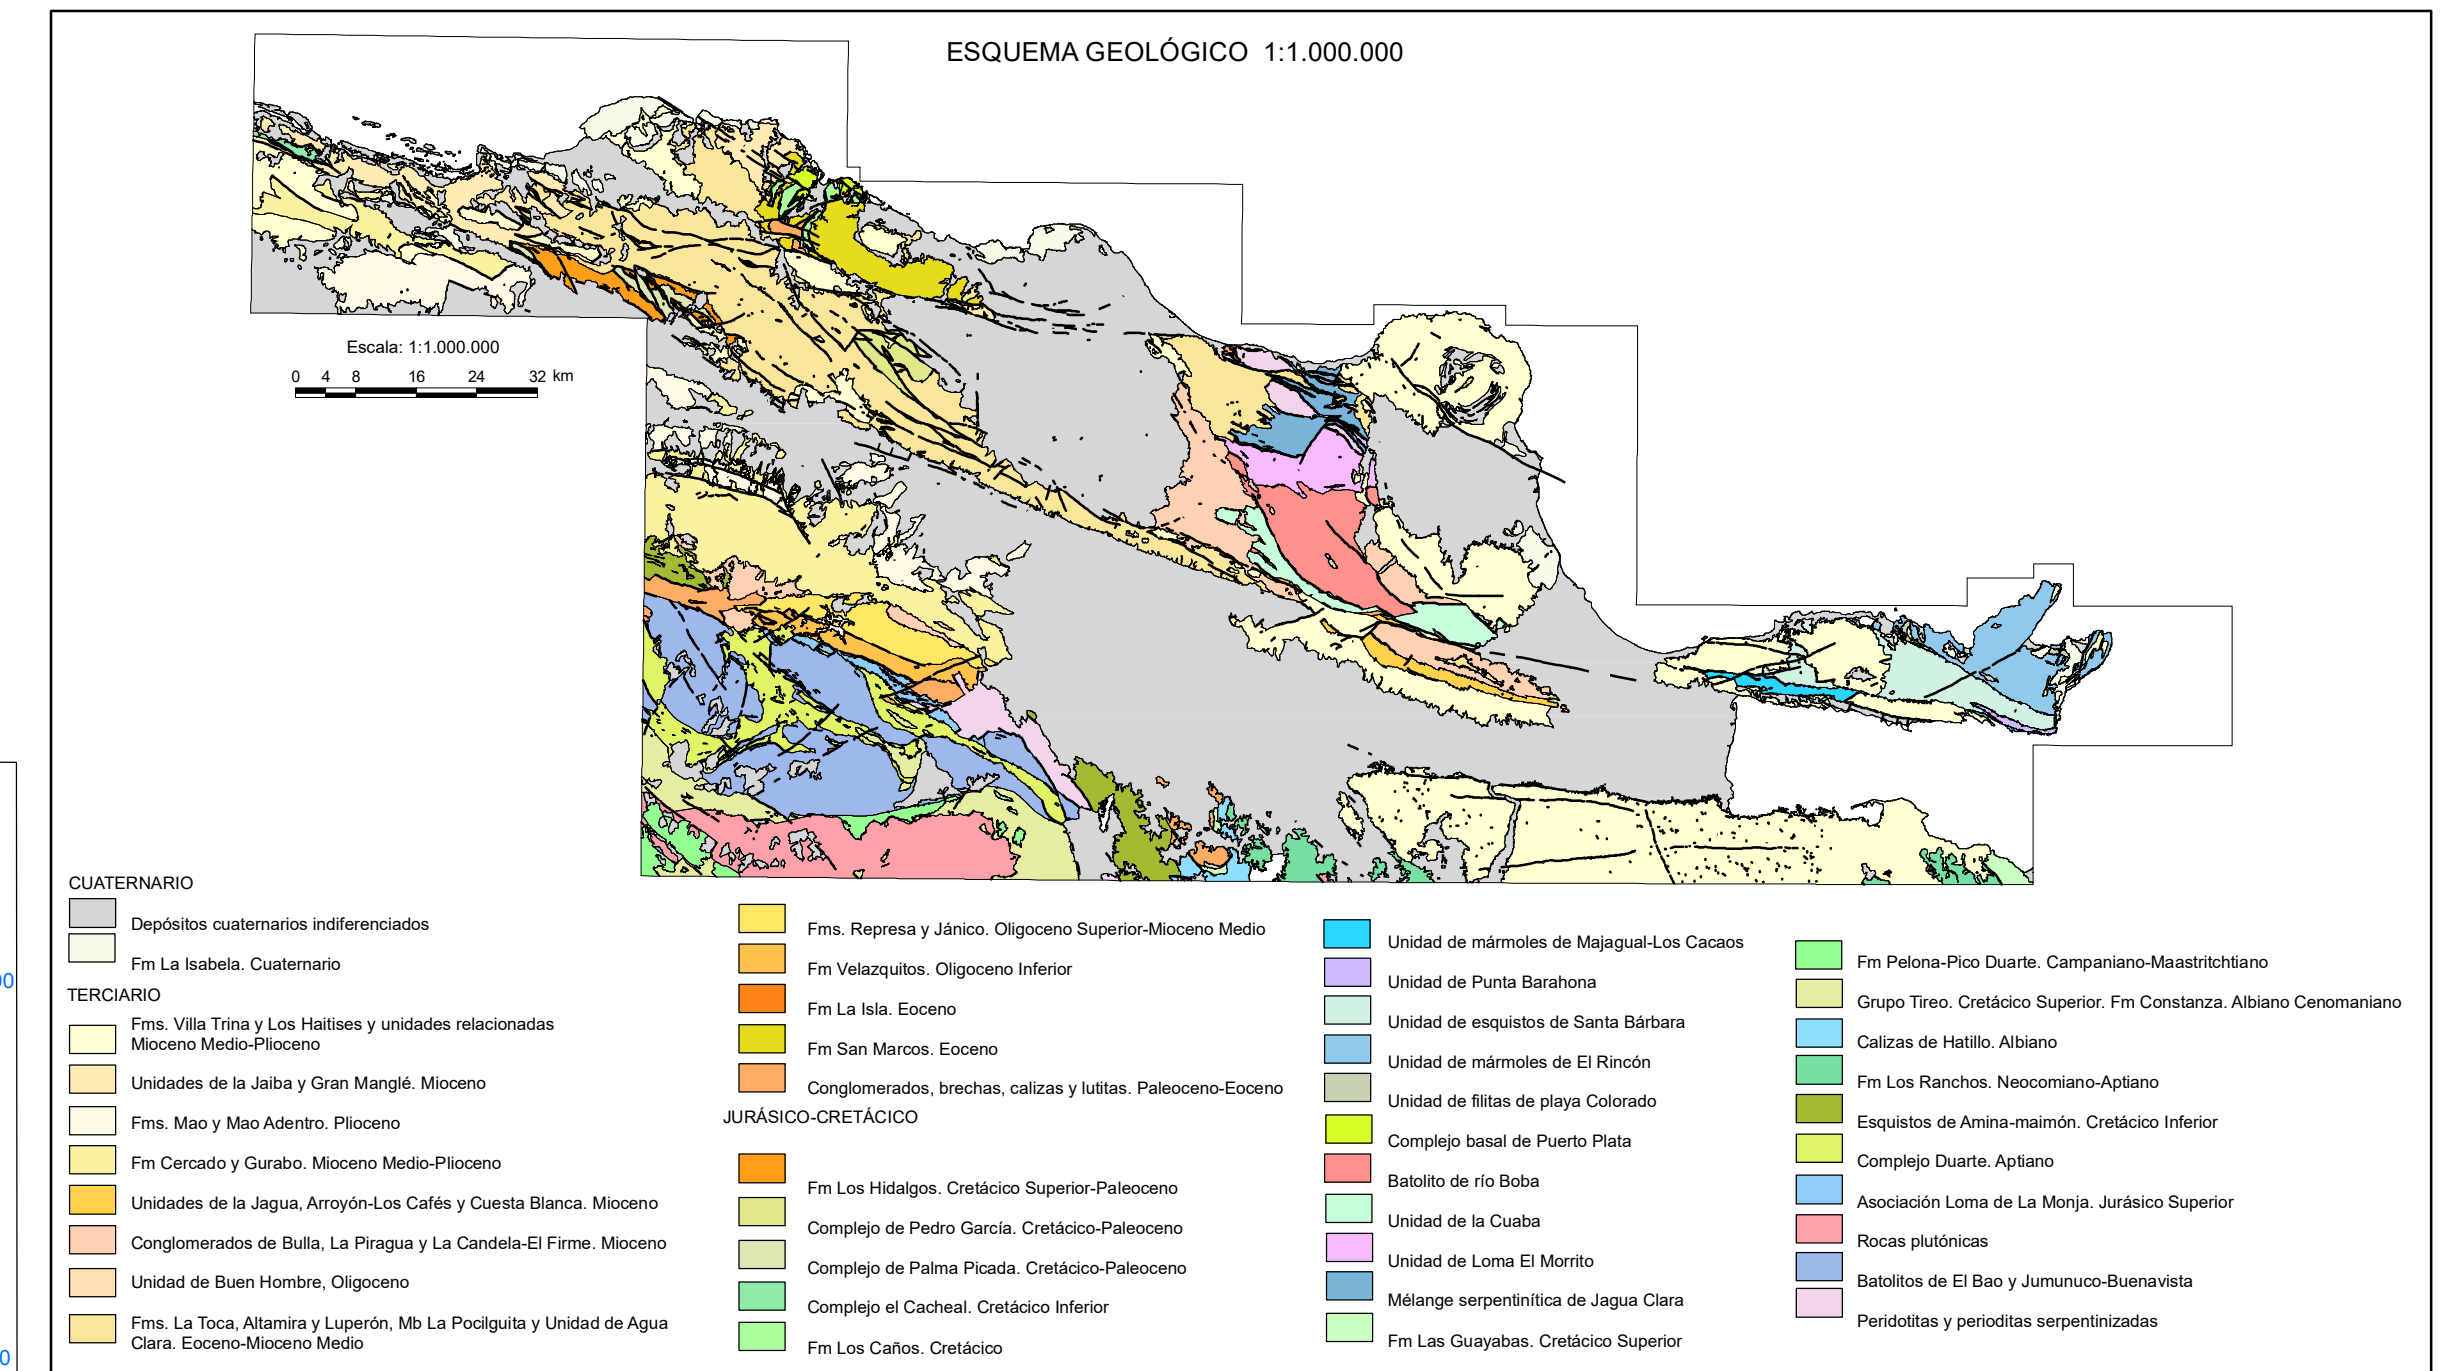 ESQUEMA GEOLÓGICO 1:1.000.000
Escala: 1:1.000.000
0 4 8 16 24 32 km
CUATERNARIO
Depósitos cuaternarios indiferenciados
Fm La Isabela. Cuaternario
TERCIARIO
Fms. Villa Trina y Los Haitises y unidades relacionadas
Mioceno Medio-Plioceno
Unidades de la Jaiba y Gran Manglé. Mioceno
Fms. Mao y Mao Adentro. Plioceno
Fm Cercado y Gurabo. Mioceno Medio-Plioceno
Unidades de la Jagua, Arroyón-Los Cafés y Cuesta Blanca. Mioceno
Conglomerados de Bulla, La Piragua y La Candela-El Firme. Mioceno
Unidad de Buen Hombre, Oligoceno
Fms. La Toca, Altamira y Luperón, Mb La Pocilguita y Unidad de Agua
Clara. Eoceno-Mioceno Medio
Fms. Represa y Jánico. Oligoceno Superior-Mioceno Medio
Fm Velazquitos. Oligoceno Inferior
Fm La Isla. Eoceno
Fm San Marcos. Eoceno
Conglomerados, brechas, calizas y lutitas. Paleoceno-Eoceno
JURÁSICO-CRETÁCICO
Fm Los Hidalgos. Cretácico Superior-Paleoceno
Complejo de Pedro García. Cretácico-Paleoceno
Complejo de Palma Picada. Cretácico-Paleoceno
Complejo el Cacheal. Cretácico Inferior
Fm Los Caños. Cretácico
Unidad de mármoles de Majagual-Los Cacaos
Unidad de Punta Barahona
Unidad de esquistos de Santa Bárbara
Unidad de mármoles de El Rincón
Unidad de filitas de playa Colorado
Complejo basal de Puerto Plata
Batolito de río Boba
Unidad de la Cuaba
Unidad de Loma El Morrito
Mélange serpentinítica de Jagua Clara
Fm Las Guayabas. Cretácico Superior
Fm Pelona-Pico Duarte. Campaniano-Maastritchtiano
Grupo Tireo. Cretácico Superior. Fm Constanza. Albiano Cenomaniano
Calizas de Hatillo. Albiano
Fm Los Ranchos. Neocomiano-Aptiano
Esquistos de Amina-maimón. Cretácico Inferior
Complejo Duarte. Aptiano
Asociación Loma de La Monja. Jurásico Superior
Rocas plutónicas
Batolitos de El Bao y Jumunuco-Buenavista
Peridotitas y perioditas serpentinizadas